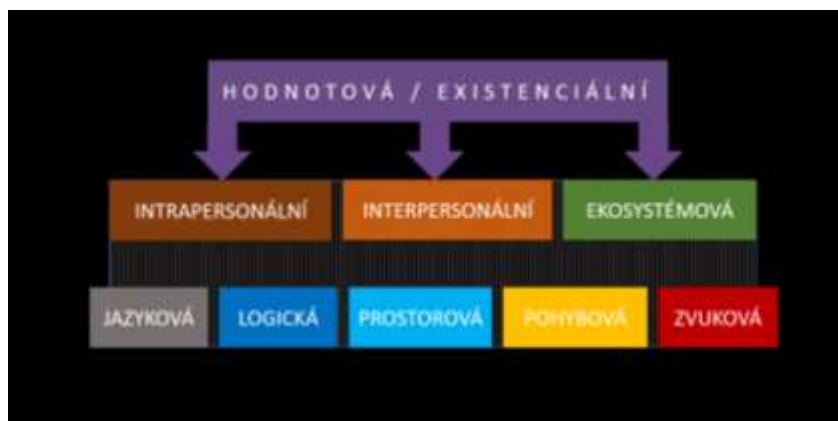 HODNOTOVÁ / EXISTENCIÁLNÍ
INTRAPERSONÁLNÍ INTERPERSONÁLNÍ EKOSYSTÉMOVÁ
JAZYKOVÁ LOGICKÁ PROSTOROVÁ POHYBOVÁ ZVUKOVÁ